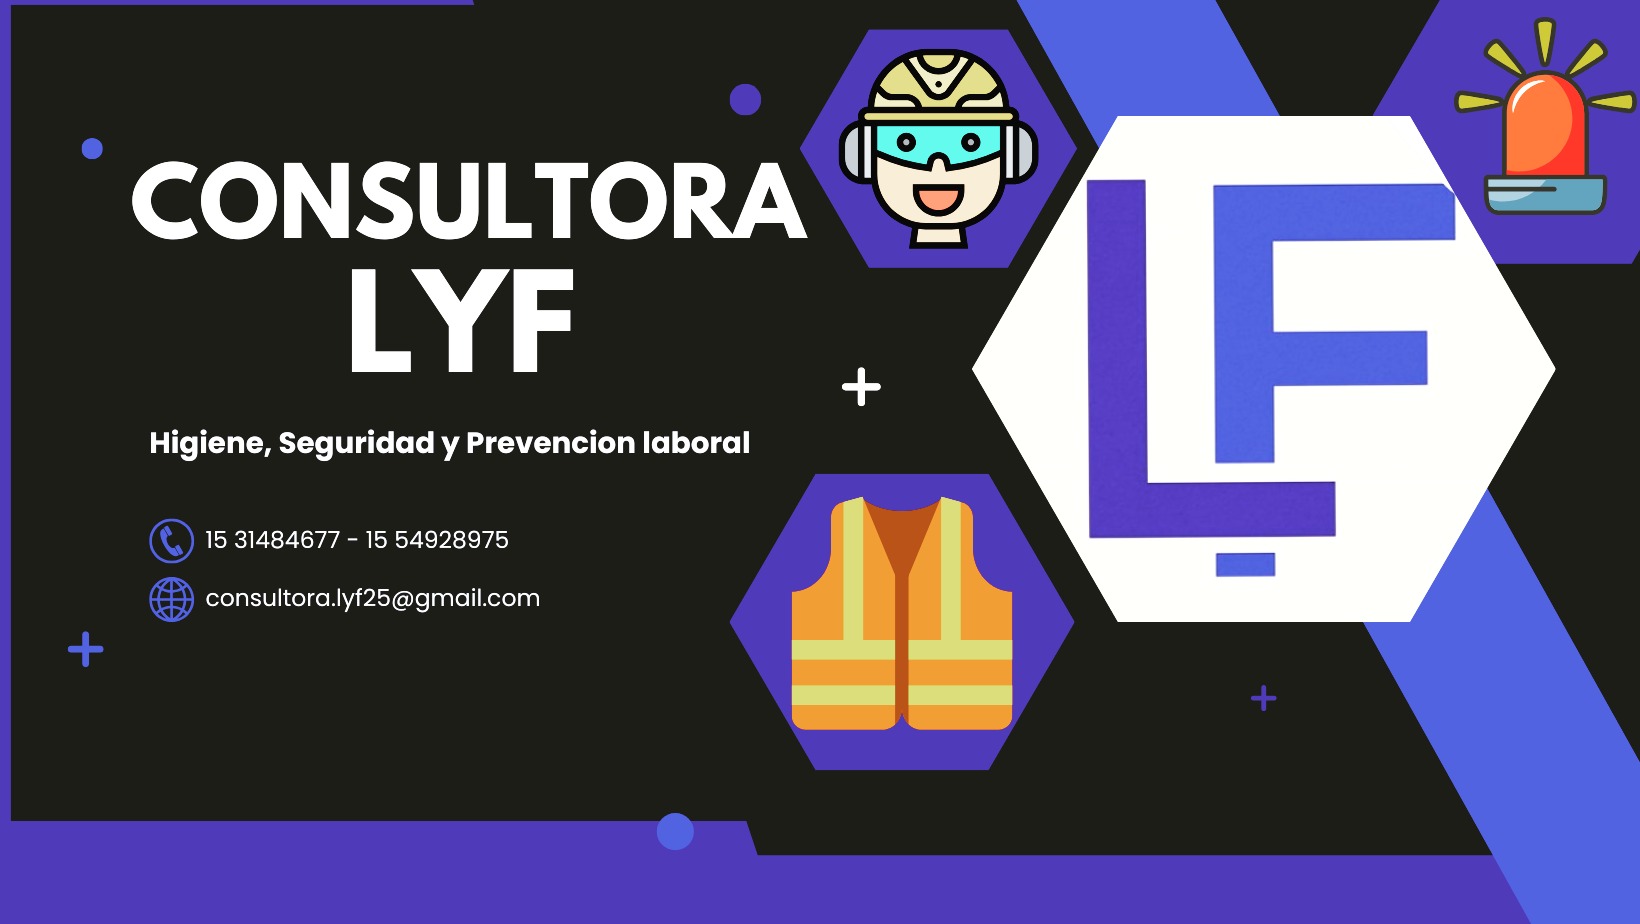 CONSULTORA
LYF
Higiene, Seguridad y Prevencion laboral
15 31484677 - 15 54928975
consultora.lyf25@gmail.com
LF